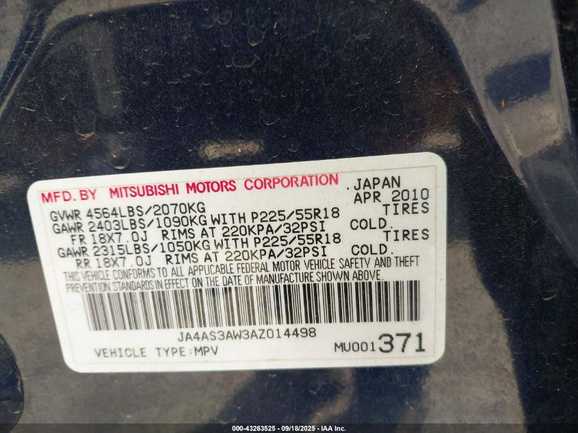 MFD. BY MITSUBISHI MOTORS CORPORATION . JAPAN
GVWR 4564LBS/2070KG APR 2010
GAWR 2403LBS/1090KG WITH P225/55R18 TIRES
FR 18X7.0J RIMS AT 220KPA/32PSI COLD.
GAWR 2315LBS/1050KG WITH P225/55R18 TIRES
RR 18X7.0J RIMS AT 220KPA/32PSI COLD.
THIS VEHICLE CONFORMS TO ALL APPLICABLE FEDERAL MOTOR VEHICLE SAFETY AND THEFT
PREVENTION STANDARDS IN EFFECT ON THE DATE OF MANUFACTURE SHOWN ABOVE.
JA4AS3AW3AZ014498
VEHICLE TYPE:MPV MU001371
000-43263525 - 09/18/2025 - IAA Inc.